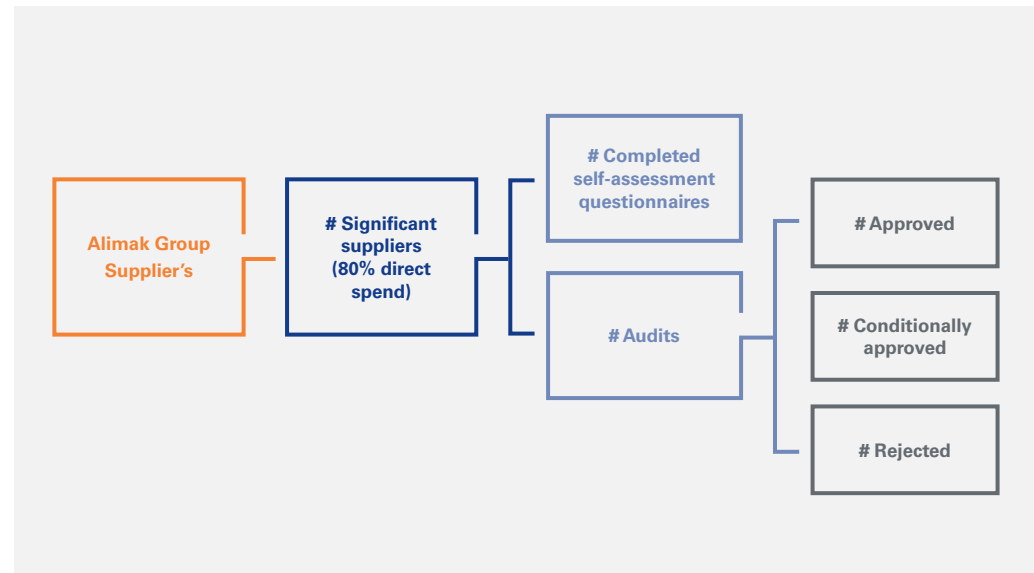 Alimak Group
Supplier's
# Significant
suppliers
(80% direct
spend)
# Completed
self-assessment
questionnaires
# Audits
# Approved
# Conditionally
approved
# Rejected